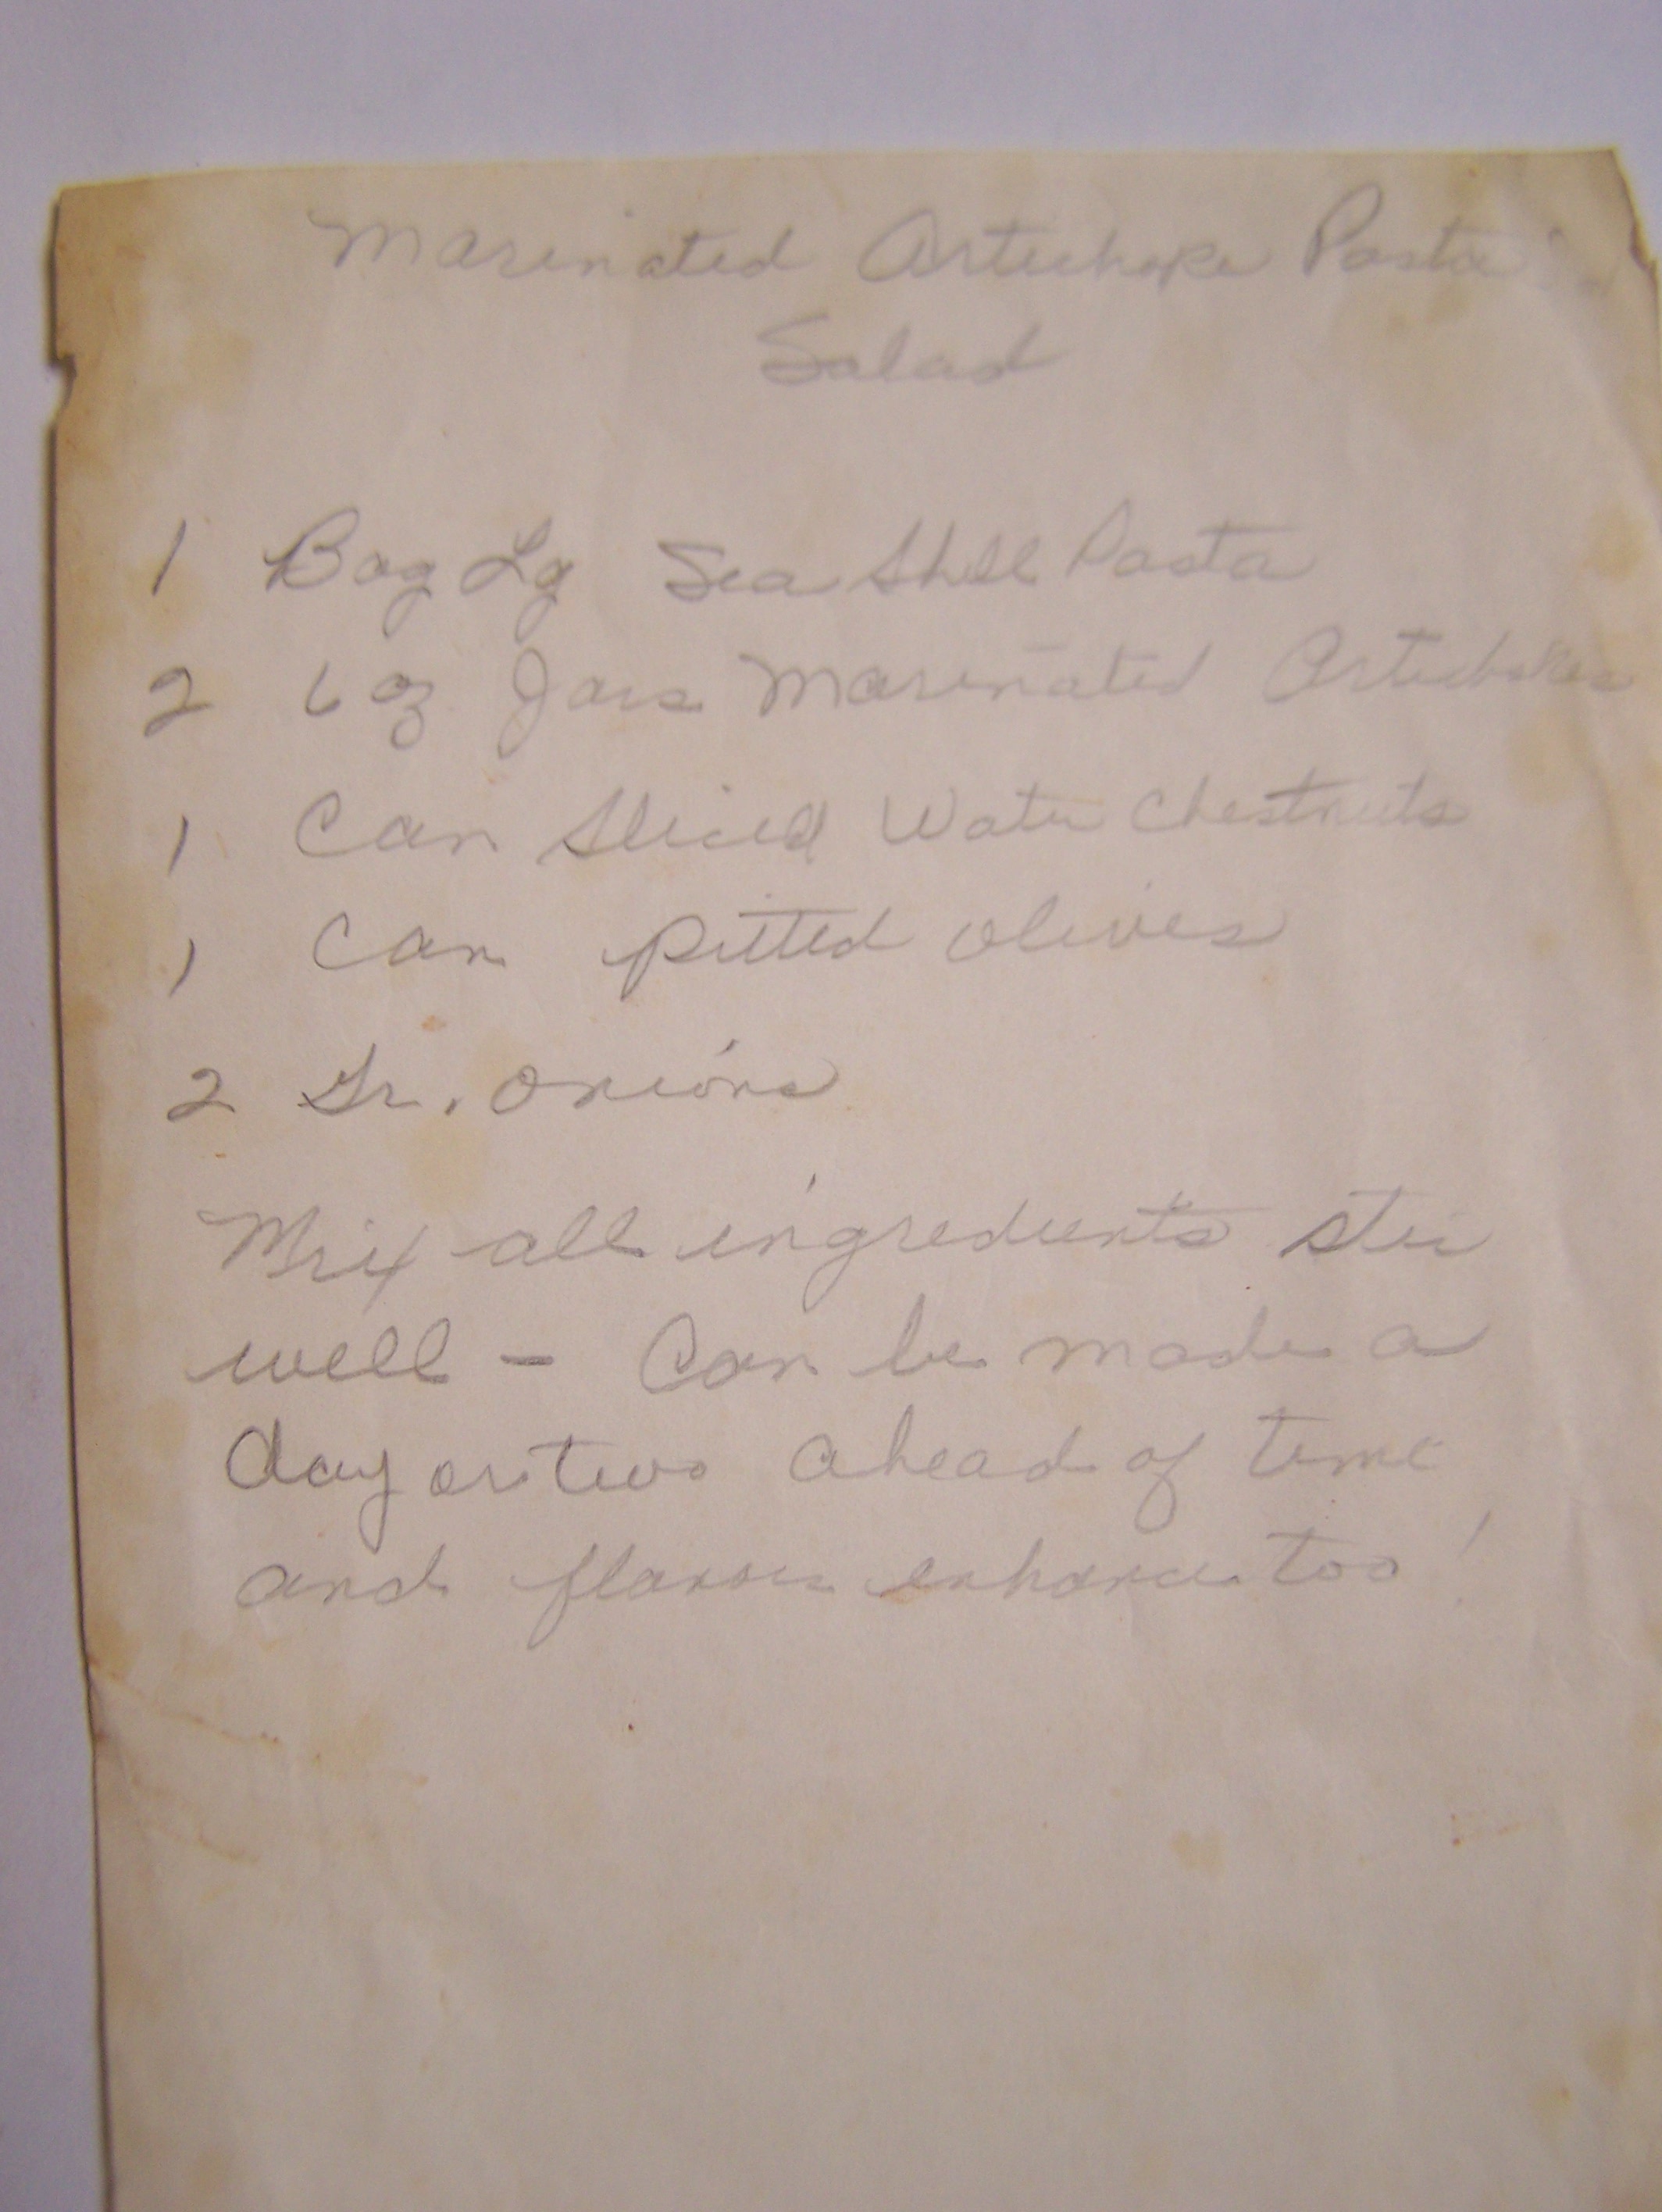 Marinated Artichoke Pasta
Salad
1 Bag Lg Sea Shell Pasta
2 6 oz Jars Marinated Artichokes
1 Can Sliced Water Chestnuts
1 Can pitted olives
2 Gr. Onions
Mix all ingredients stir
well - Can be made a
day or two ahead of time
and flavors enhance too!